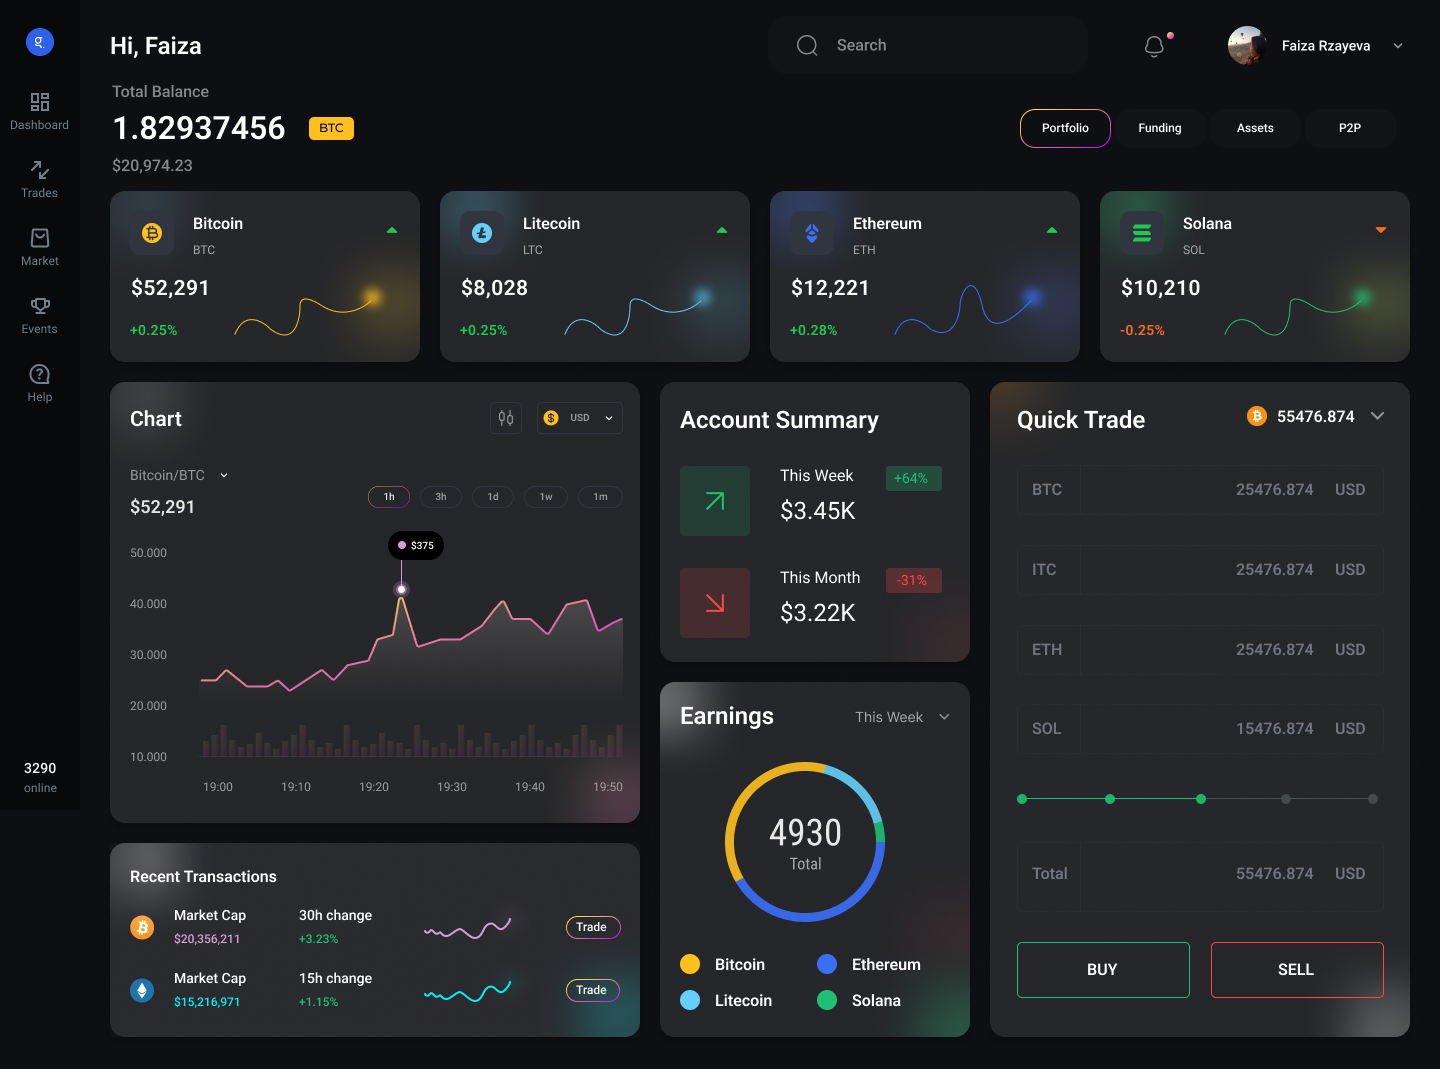 g.
Dashboard
Trades
Market
Events
Help
3290
online
Hi, Faiza
Search
Faiza Rzayeva
Total Balance
1.82937456 BTC
$20,974.23
Portfolio Funding Assets P2P
Bitcoin
BTC
$52,291
+0.25%
Litecoin
LTC
$8,028
+0.25%
Ethereum
ETH
$12,221
+0.28%
Solana
SOL
$10,210
-0.25%
Chart
USD
Bitcoin/BTC
$52,291
1h 3h 1d 1w 1m
$375
50.000
40.000
30.000
20.000
10.000
19:00 19:10 19:20 19:30 19:40 19:50
Recent Transactions
Market Cap 30h change
$20,356,211 +3.23%
Trade
Market Cap 15h change
$15,216,971 +1.15%
Trade
Account Summary
This Week +64%
$3.45K
This Month -31%
$3.22K
Earnings This Week
4930
Total
Bitcoin Ethereum
Litecoin Solana
Quick Trade 55476.874
BTC 25476.874 USD
ITC 25476.874 USD
ETH 25476.874 USD
SOL 15476.874 USD
Total 55476.874 USD
BUY SELL